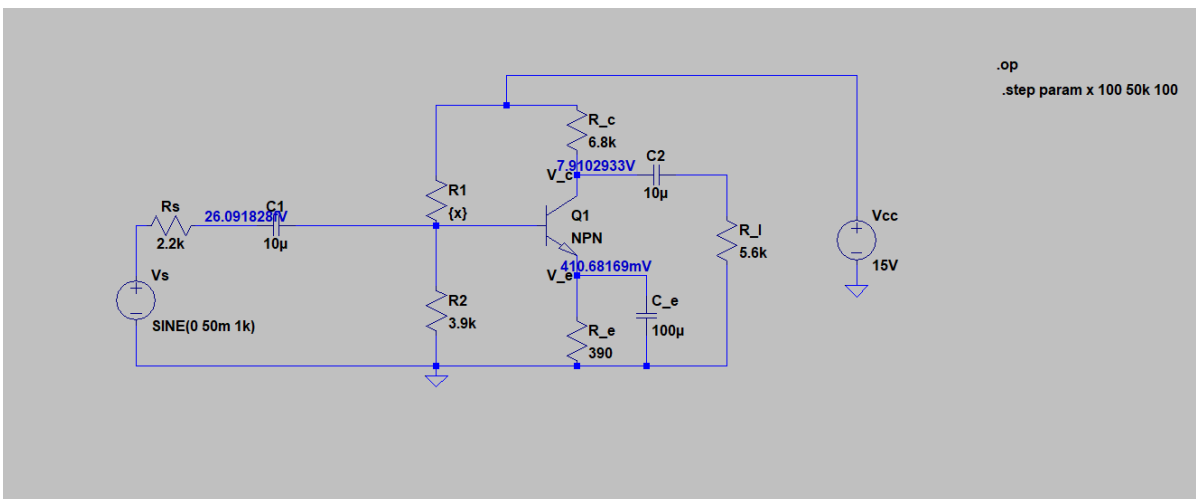 .op
.step param x 100 50k 100
R_c
6.8k
7.9102933V
V_c
C2
10µ
R1
{x}
Rs
2.2k
C1
10µ
Q1
NPN
R_l
5.6k
Vcc
15V
Vs
SINE(0 50m 1k)
410.68169mV
V_e
R2
3.9k
C_e
100µ
R_e
390